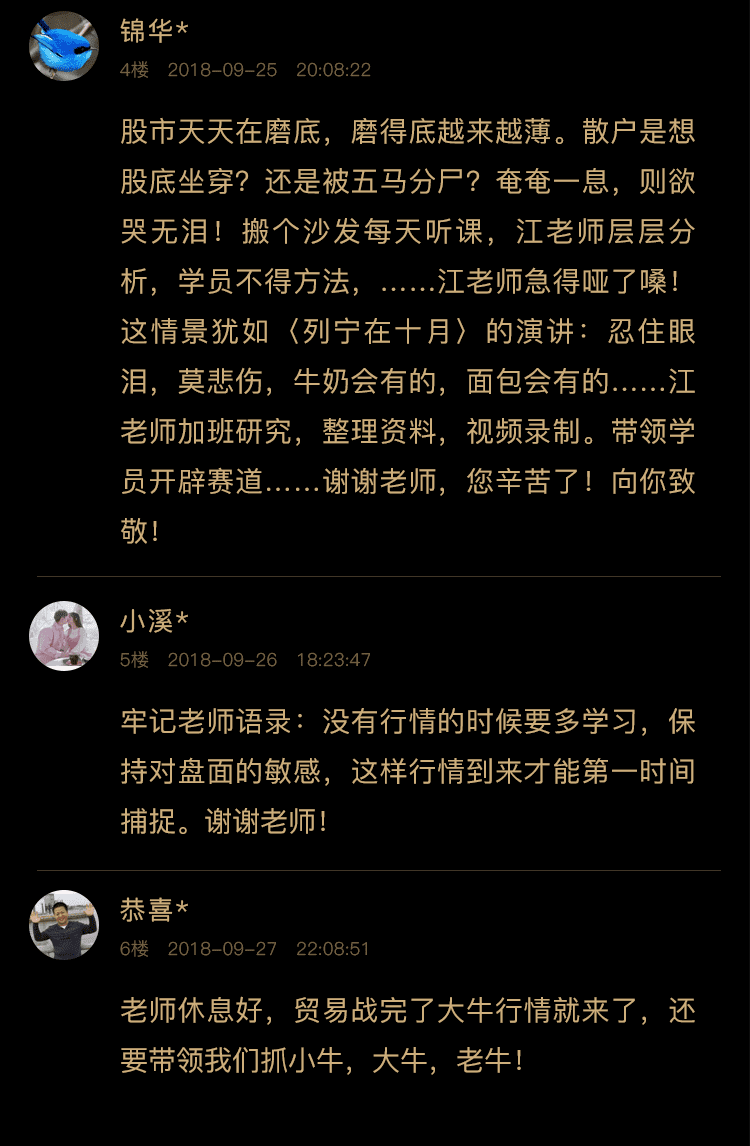 锦华*
4楼 2018-09-25 20:08:22
股市天天在磨底，磨得底越来越薄。散户是想
股底坐穿？还是被五马分尸？奄奄一息，则欲
哭无泪！搬个沙发每天听课，江老师层层分
析，学员不得方法，……江老师急得哑了嗓！
这情景犹如〈列宁在十月〉的演讲：忍住眼
泪，莫悲伤，牛奶会有的，面包会有的……江
老师加班研究，整理资料，视频录制。带领学
员开辟赛道……谢谢老师，您辛苦了！向你致
敬！
小溪*
5楼 2018-09-26 18:23:47
牢记老师语录：没有行情的时候要多学习，保
持对盘面的敏感，这样行情到来才能第一时间
捕捉。谢谢老师！
恭喜*
6楼 2018-09-27 22:08:51
老师休息好，贸易战完了大牛行情就来了，还
要带领我们抓小牛，大牛，老牛！